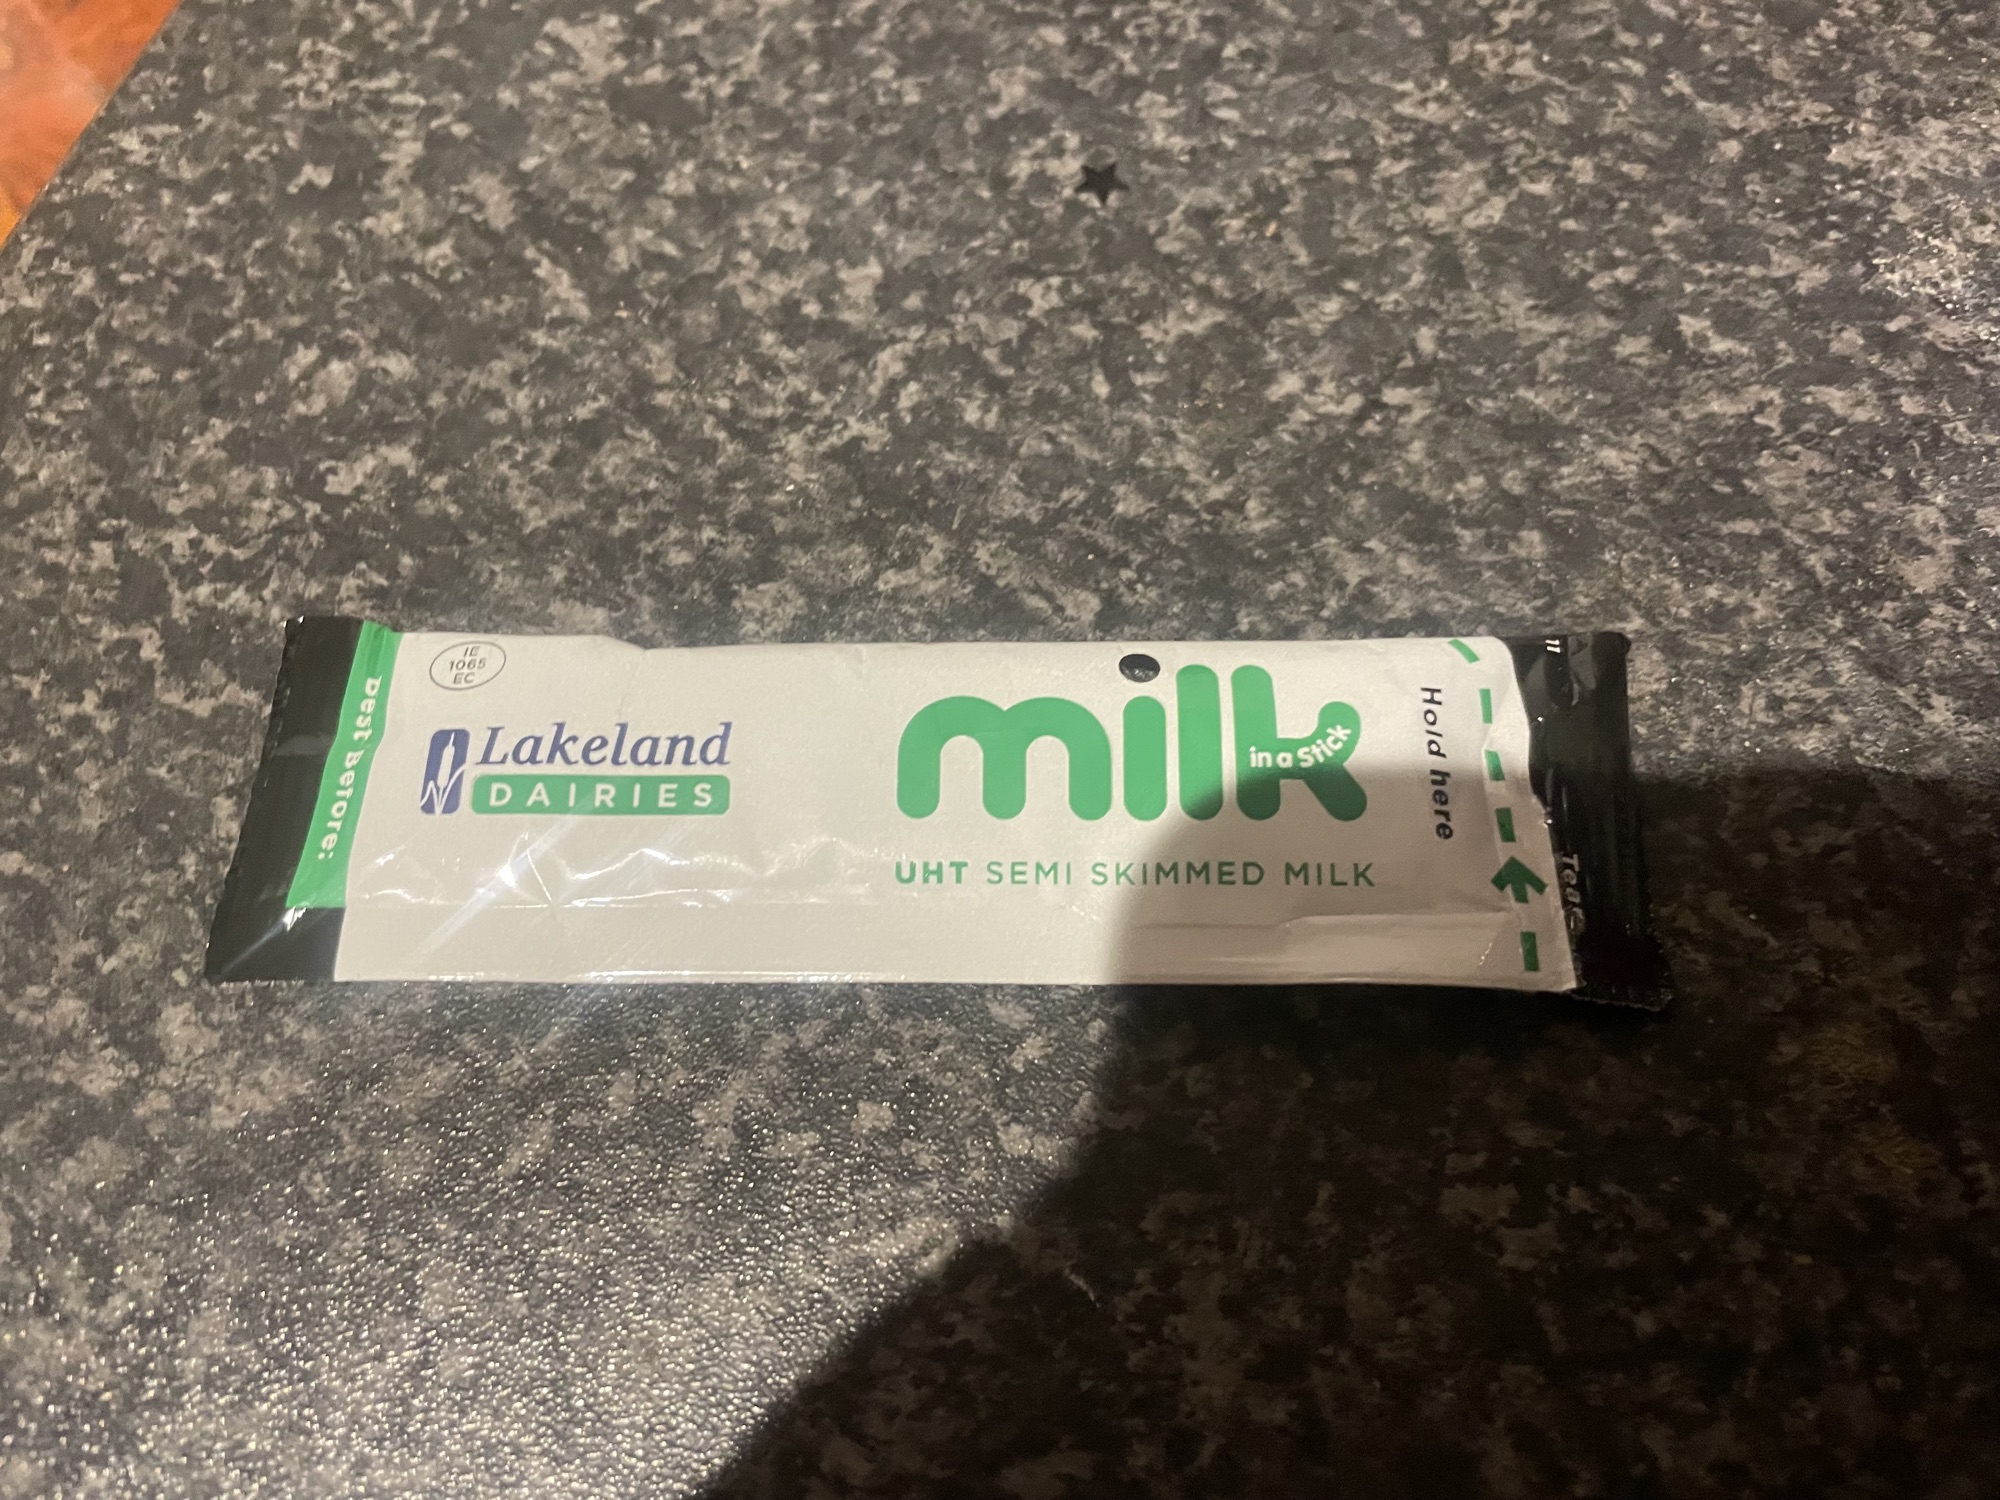 IE
1065
EC
Best Before:
Lakeland
DAIRIES
milk
in a Stick
UHT SEMI SKIMMED MILK
Hold here